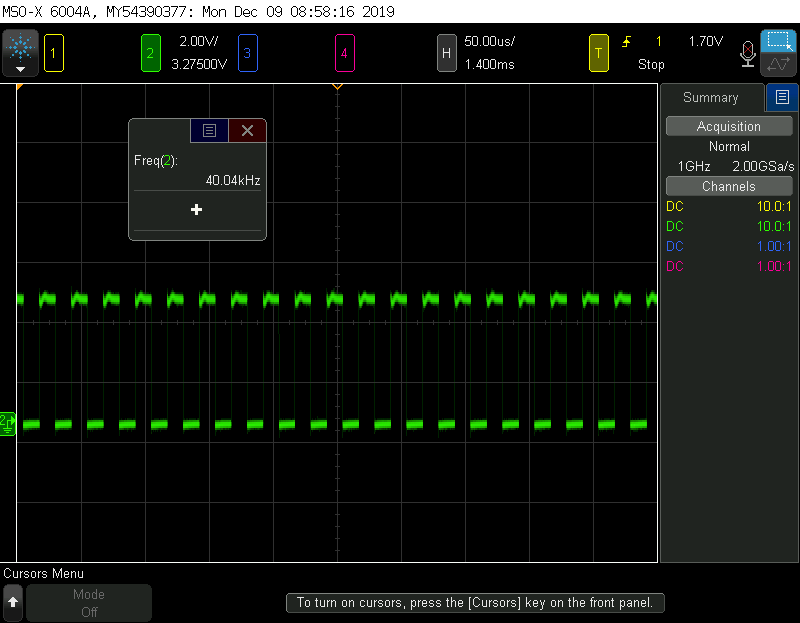 MSO-X 6004A, MY54390377: Mon Dec 09 08:58:16 2019
1
2
2.00V/
3.27500V
3
4
H
50.00us/
1.400ms
T
1
1.70V
Stop
Summary
Acquisition
Normal
1GHz 2.00GSa/s
Channels
DC 10.0:1
DC 10.0:1
DC 1.00:1
DC 1.00:1
Freq(2):
40.04kHz
2
Cursors Menu
Mode
Off
To turn on cursors, press the [Cursors] key on the front panel.